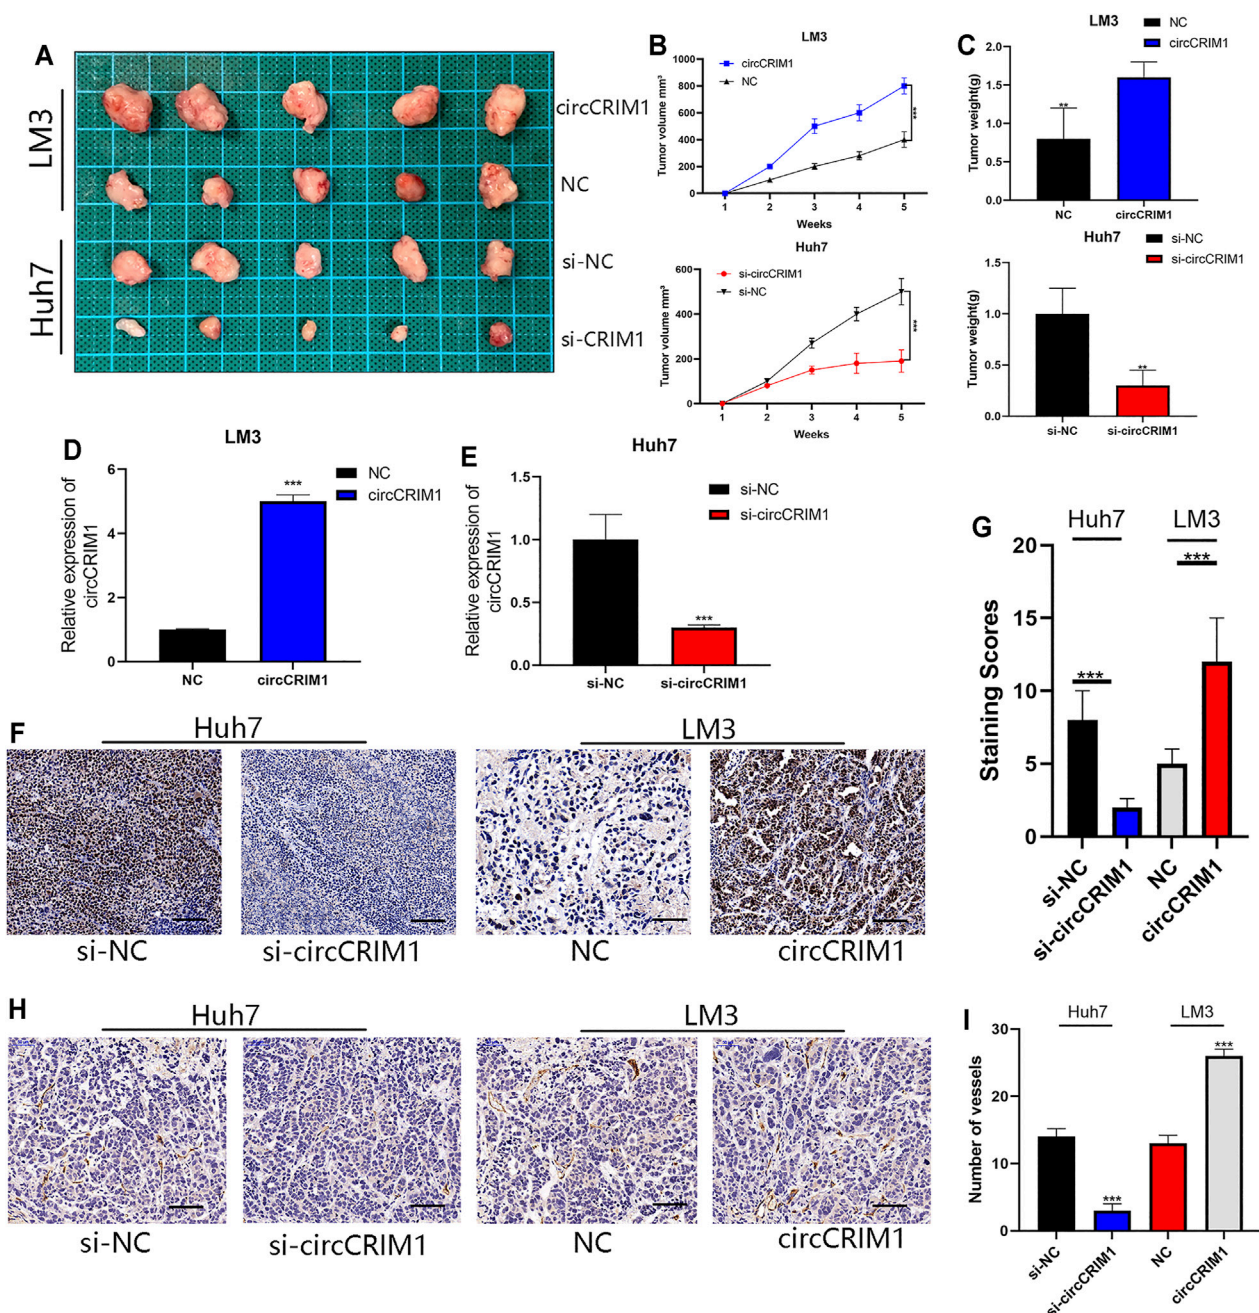 A
LM3
Huh7
circCRIM1
NC
si-NC
si-CRIM1
B
LM3
circCRIM1
NC
Tumor volume mm³
1000
800
600
400
200
0
1 2 3 4 5
Weeks
***
Huh7
si-circCRIM1
si-NC
Tumor volume mm³
600
400
200
0
1 2 3 4 5
Weeks
***
C
LM3
NC
circCRIM1
Tumor weight(g)
2.0
1.5
1.0
0.5
0.0
**
NC circCRIM1
Huh7
si-NC
si-circCRIM1
Tumor weight(g)
1.5
1.0
0.5
0.0
**
si-NC si-circCRIM1
D
LM3
NC
circCRIM1
Relative expression of
circCRIM1
6
4
2
0
***
NC circCRIM1
E
Huh7
si-NC
si-circCRIM1
Relative expression of
circCRIM1
1.5
1.0
0.5
0.0
***
si-NC si-circCRIM1
F
Huh7 LM3
si-NC si-circCRIM1 NC circCRIM1
G
Huh7 LM3
Staining Scores
20
15
10
5
0
*** ***
si-NC si-circCRIM1 NC circCRIM1
H
Huh7 LM3
si-NC si-circCRIM1 NC circCRIM1
I
Huh7 LM3
Number of vessels
30
20
10
0
*** ***
si-NC si-circCRIM1 NC circCRIM1